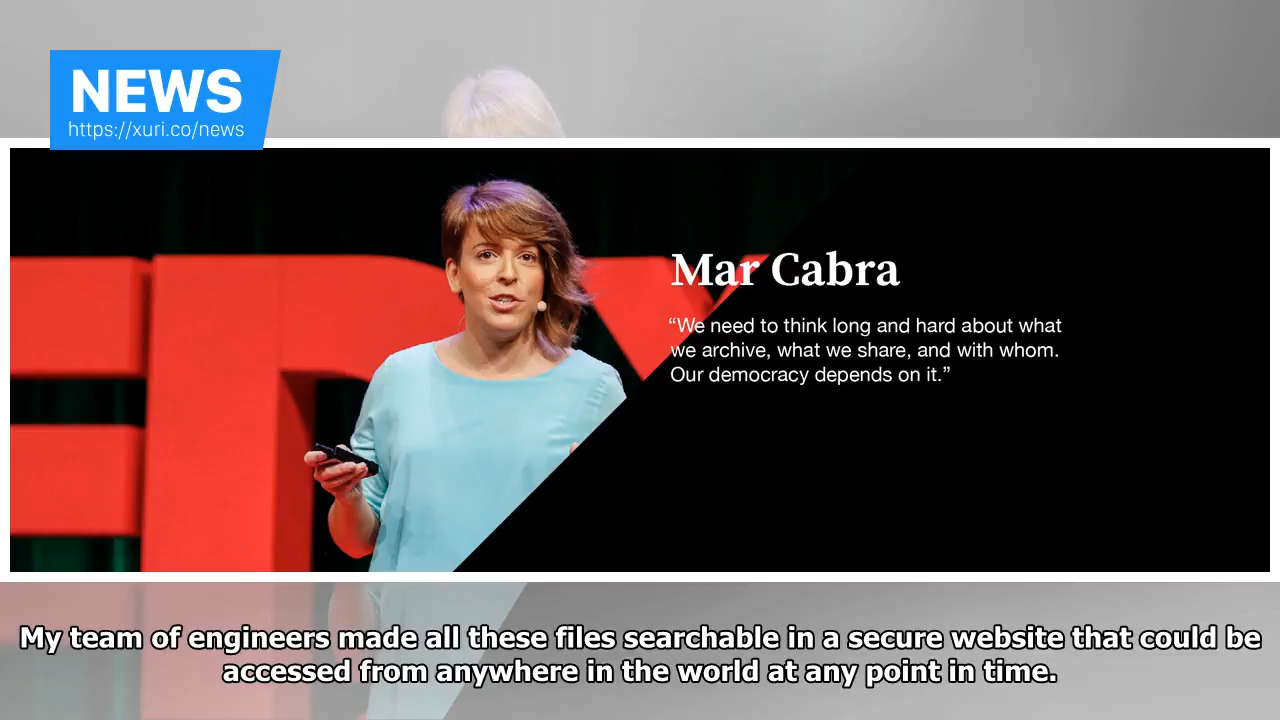 NEWS
https://xuri.co/news
Mar Cabra
“We need to think long and hard about what
we archive, what we share, and with whom.
Our democracy depends on it.”
My team of engineers made all these files searchable in a secure website that could be
accessed from anywhere in the world at any point in time.